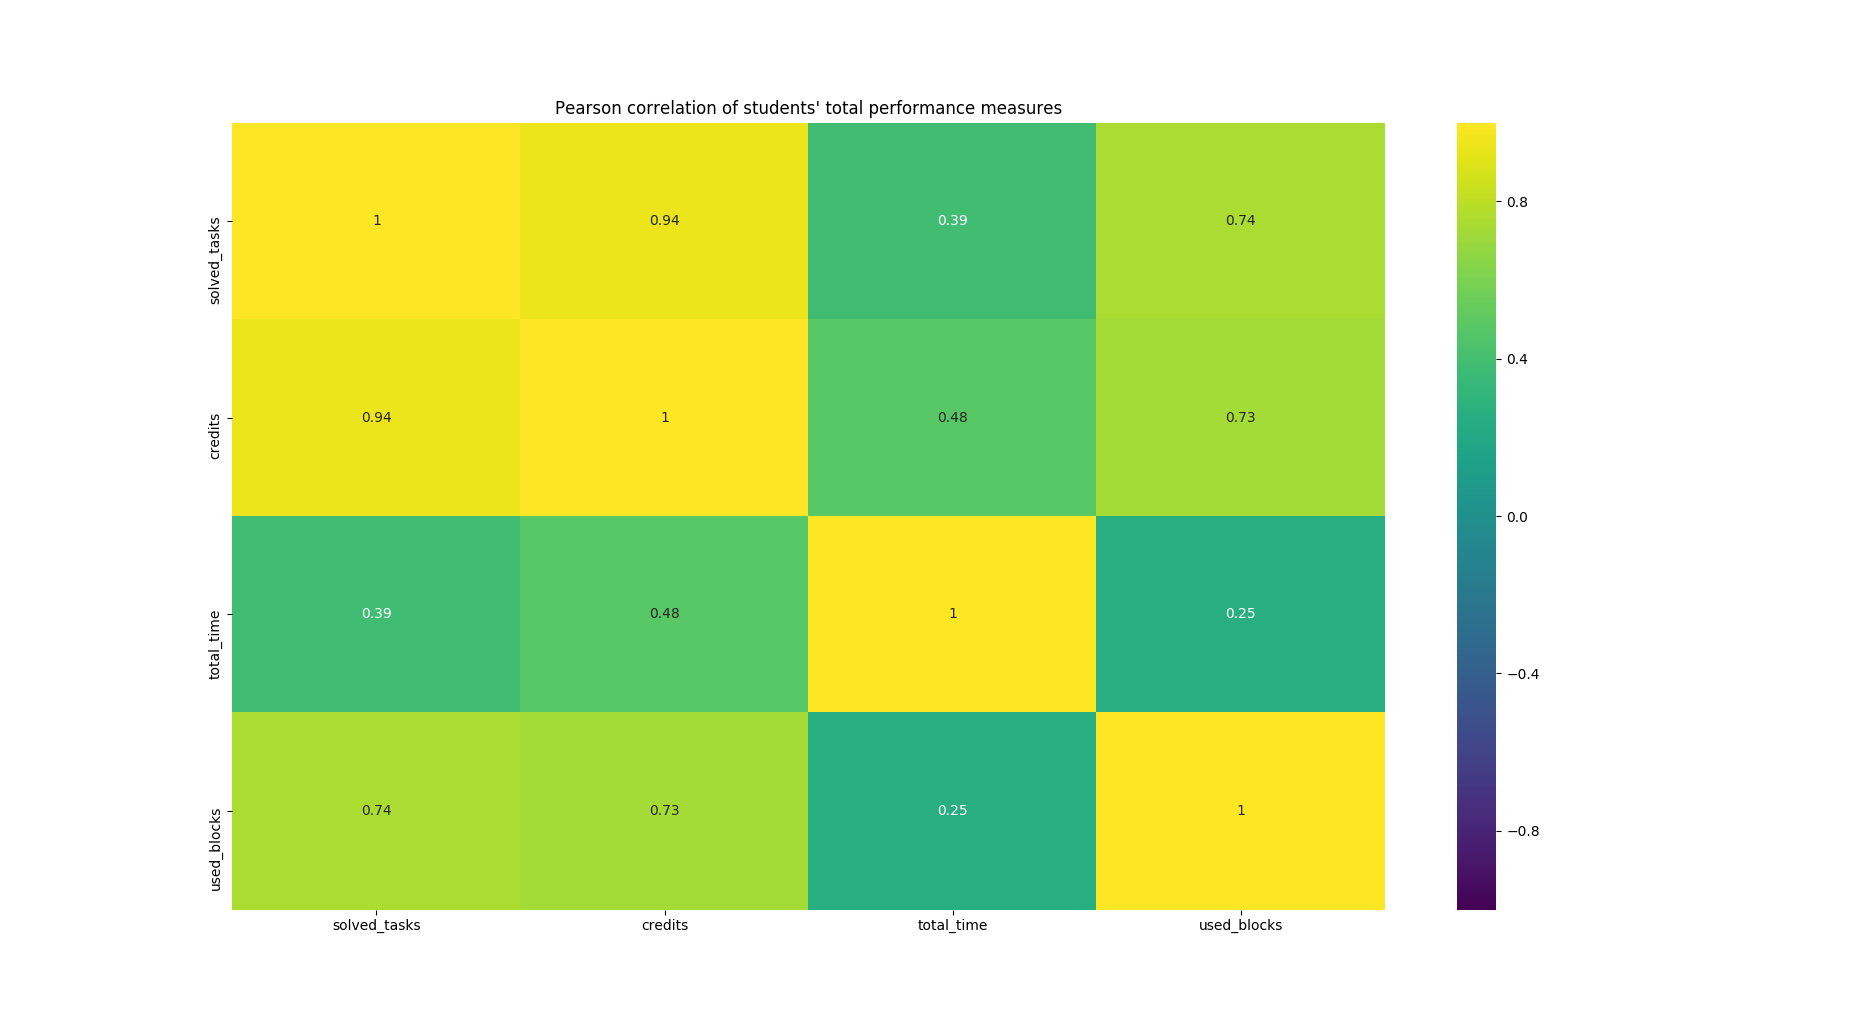 Pearson correlation of students' total performance measures
solved_tasks
1
0.94
0.39
0.74
credits
0.94
1
0.48
0.73
total_time
0.39
0.48
1
0.25
used_blocks
0.74
0.73
0.25
1
solved_tasks
credits
total_time
used_blocks
0.8
0.4
0.0
−0.4
−0.8